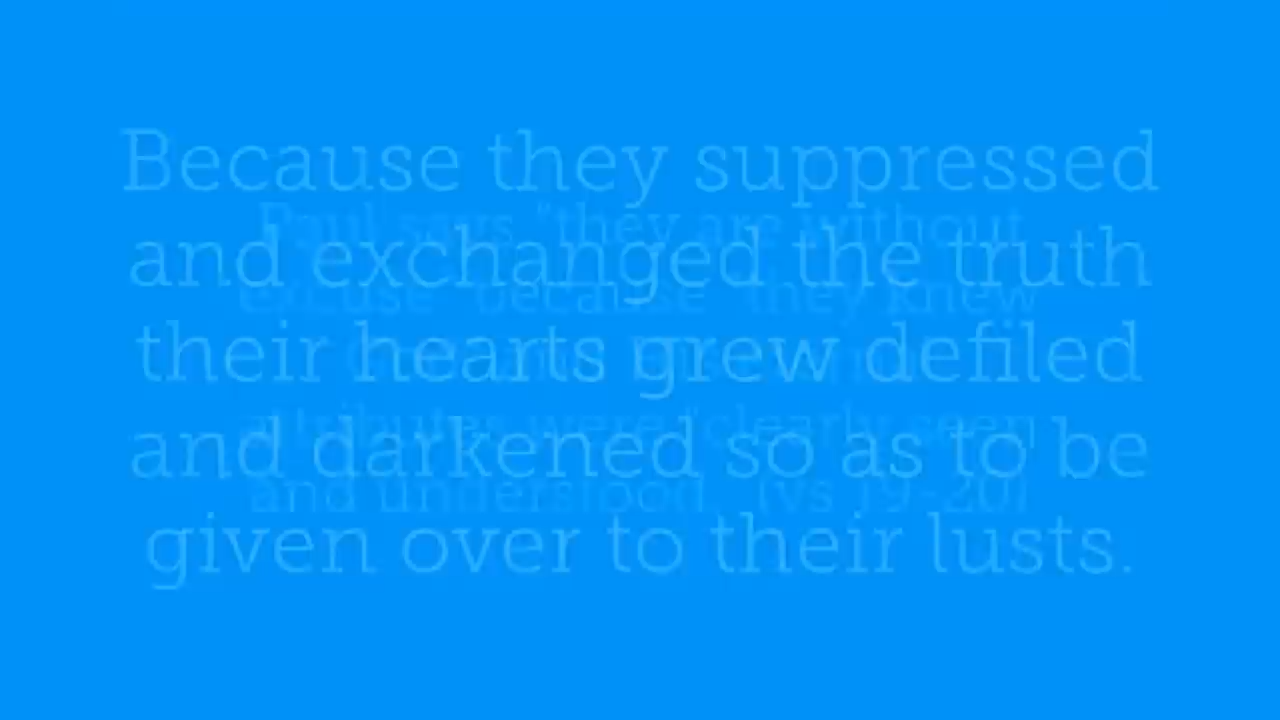 Because they suppressed
and exchanged the truth
their hearts grew defiled
and darkened so as to be
given over to their lusts.
Paul says "they are without
excuse" because "they knew
attributes were "clearly seen
and understood" (vs 19-20)